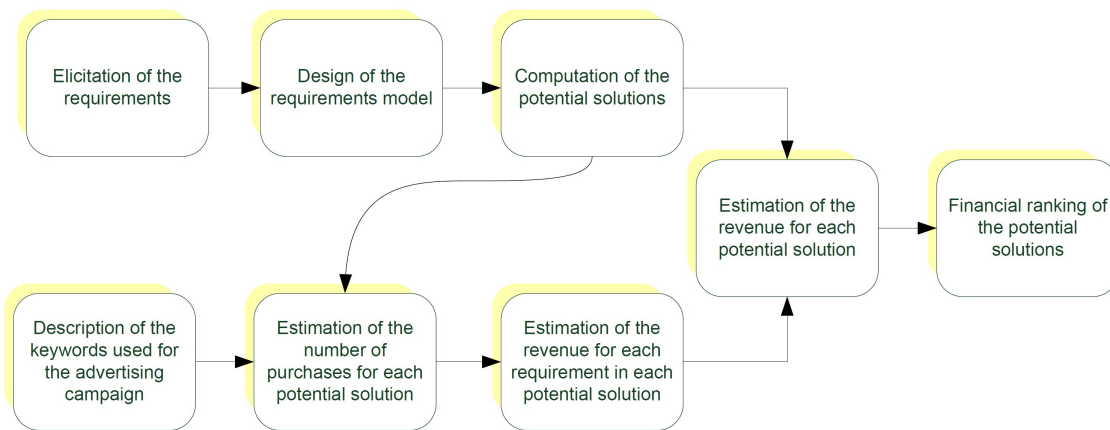 Elicitation of the
requirements
Design of the
requirements model
Computation of the
potential solutions
Estimation of the
revenue for each
potential solution
Financial ranking of
the potential
solutions
Description of the
keywords used for
the advertising
campaign
Estimation of the
number of
purchases for each
potential solution
Estimation of the
revenue for each
requirement in each
potential solution